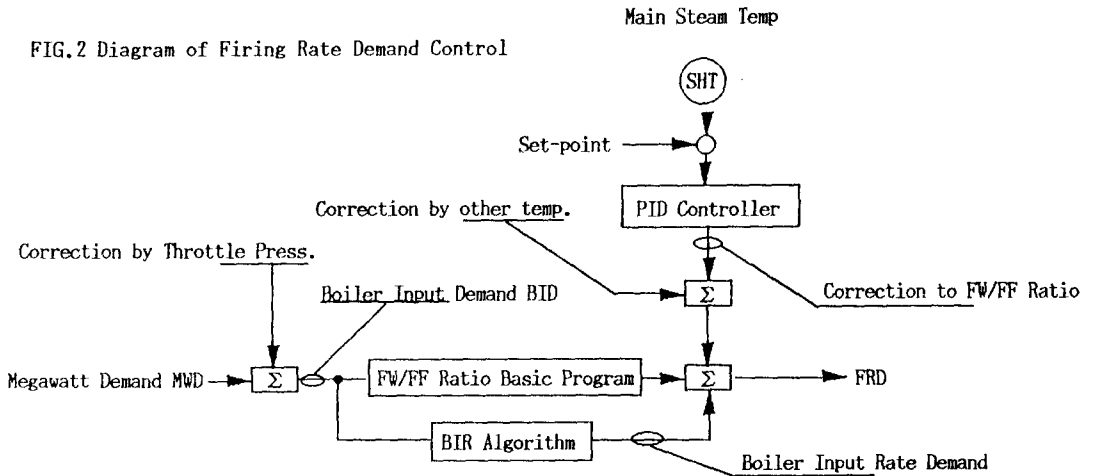 Main Steam Temp
FIG.2 Diagram of Firing Rate Demand Control
SHT
Set-point
PID Controller
Correction by other temp.
Correction by Throttle Press.
Boiler Input Demand BID
Σ
Correction to FW/FF Ratio
Megawatt Demand MWD
Σ
FW/FF Ratio Basic Program
Σ
FRD
BIR Algorithm
Boiler Input Rate Demand